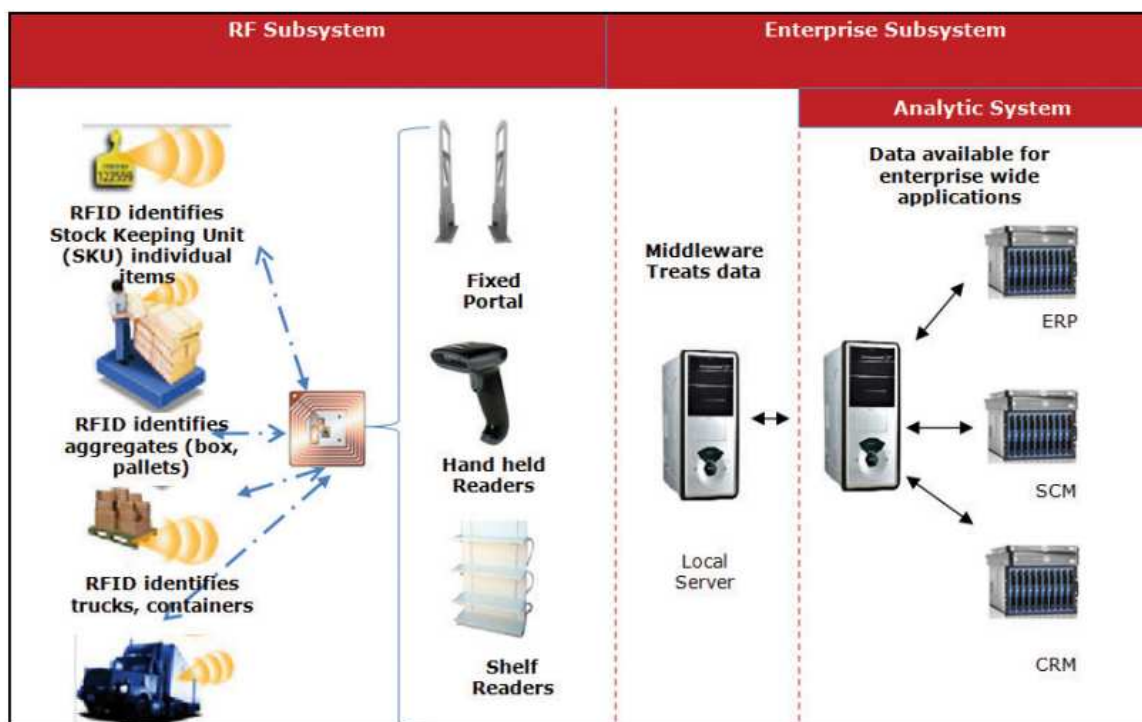 RF Subsystem
Enterprise Subsystem
Analytic System
122599
RFID identifies
Stock Keeping Unit
(SKU) individual
items
RFID identifies
aggregates (box,
pallets)
RFID identifies
trucks, containers
Fixed
Portal
Hand held
Readers
Shelf
Readers
Middleware
Treats data
Local
Server
Data available for
enterprise wide
applications
ERP
SCM
CRM